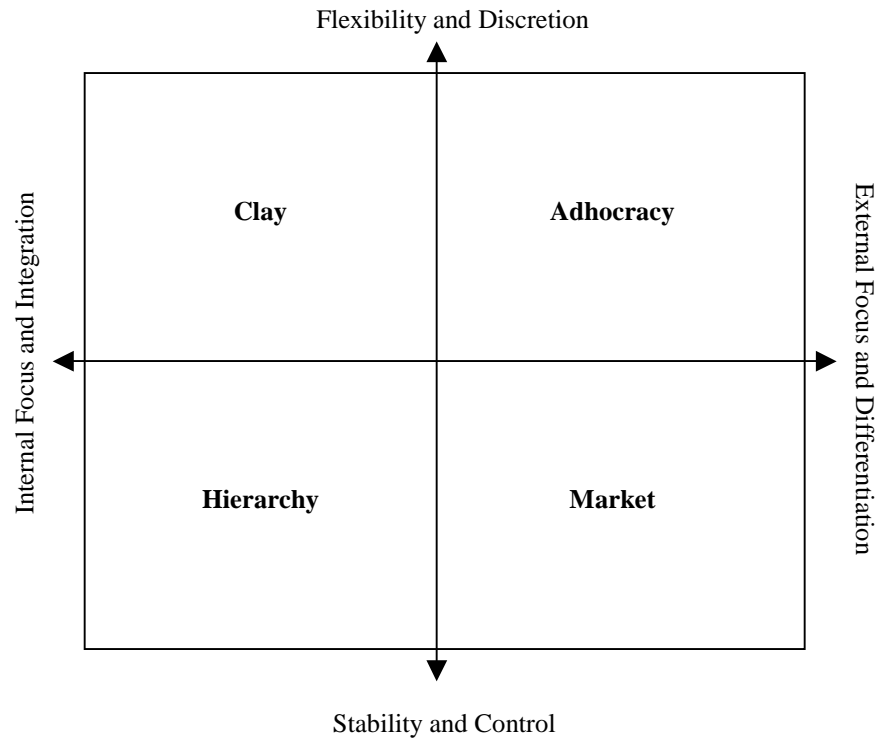 Flexibility and Discretion
Internal Focus and Integration
Clay
Adhocracy
External Focus and Differentiation
Hierarchy
Market
Stability and Control